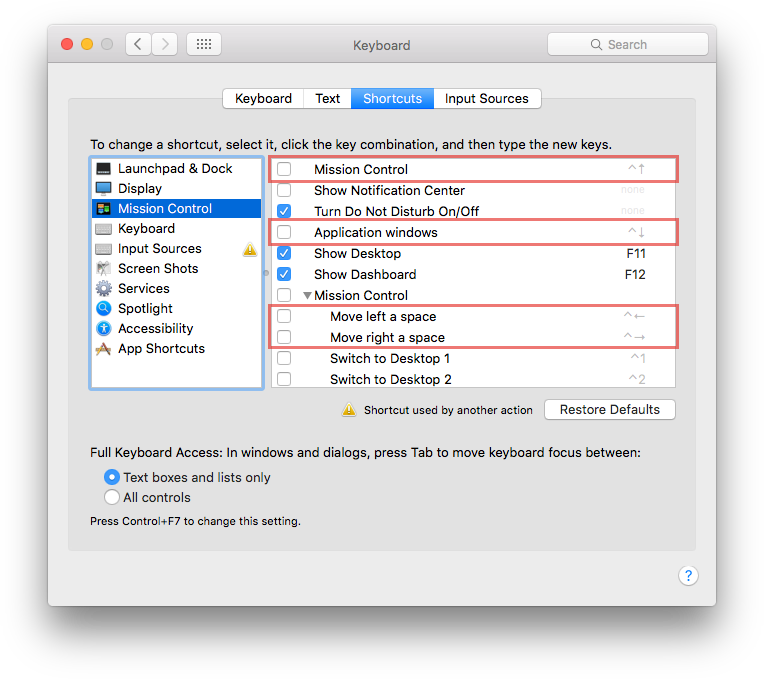 Keyboard
Search
Keyboard Text Shortcuts Input Sources
To change a shortcut, select it, click the key combination, and then type the new keys.
Launchpad & Dock
Display
Mission Control
Keyboard
Input Sources
Screen Shots
Services
Spotlight
Accessibility
App Shortcuts
Mission Control ^↑
Show Notification Center none
Turn Do Not Disturb On/Off none
Application windows ^↓
Show Desktop F11
Show Dashboard F12
Mission Control
Move left a space ^←
Move right a space ^→
Switch to Desktop 1 ^1
Switch to Desktop 2 ^2
Shortcut used by another action Restore Defaults
Full Keyboard Access: In windows and dialogs, press Tab to move keyboard focus between:
Text boxes and lists only
All controls
Press Control+F7 to change this setting.
?